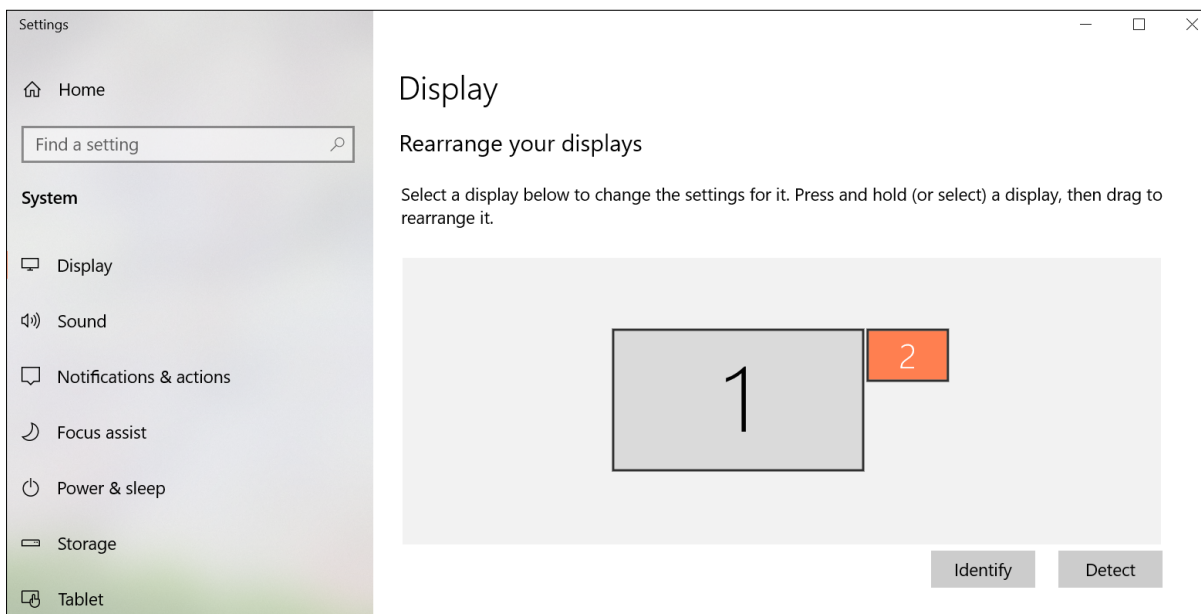 Settings
Home
Find a setting
System
Display
Sound
Notifications & actions
Focus assist
Power & sleep
Storage
Tablet
Display
Rearrange your displays
Select a display below to change the settings for it. Press and hold (or select) a display, then drag to
rearrange it.
1
2
Identify
Detect